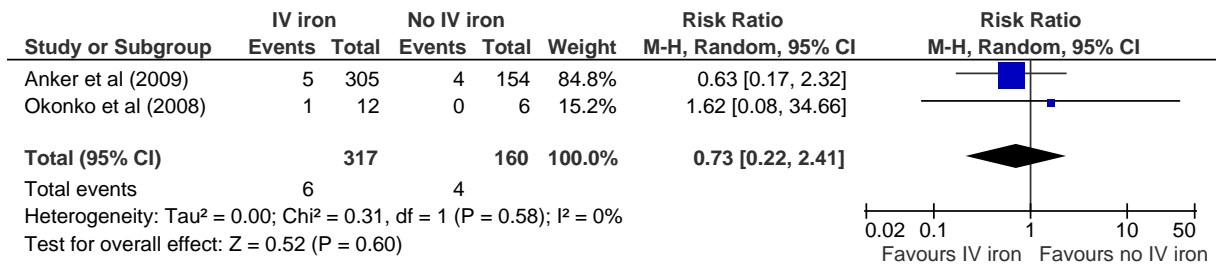 IV iron No IV iron Risk Ratio Risk Ratio
Study or Subgroup Events Total Events Total Weight M-H, Random, 95% CI M-H, Random, 95% CI
Anker et al (2009) 5 305 4 154 84.8% 0.63 [0.17, 2.32]
Okonko et al (2008) 1 12 0 6 15.2% 1.62 [0.08, 34.66]
Total (95% CI) 317 160 100.0% 0.73 [0.22, 2.41]
Total events 6 4
Heterogeneity: Tau² = 0.00; Chi² = 0.31, df = 1 (P = 0.58); I² = 0%
Test for overall effect: Z = 0.52 (P = 0.60)
0.02 0.1 1 10 50
Favours IV iron Favours no IV iron